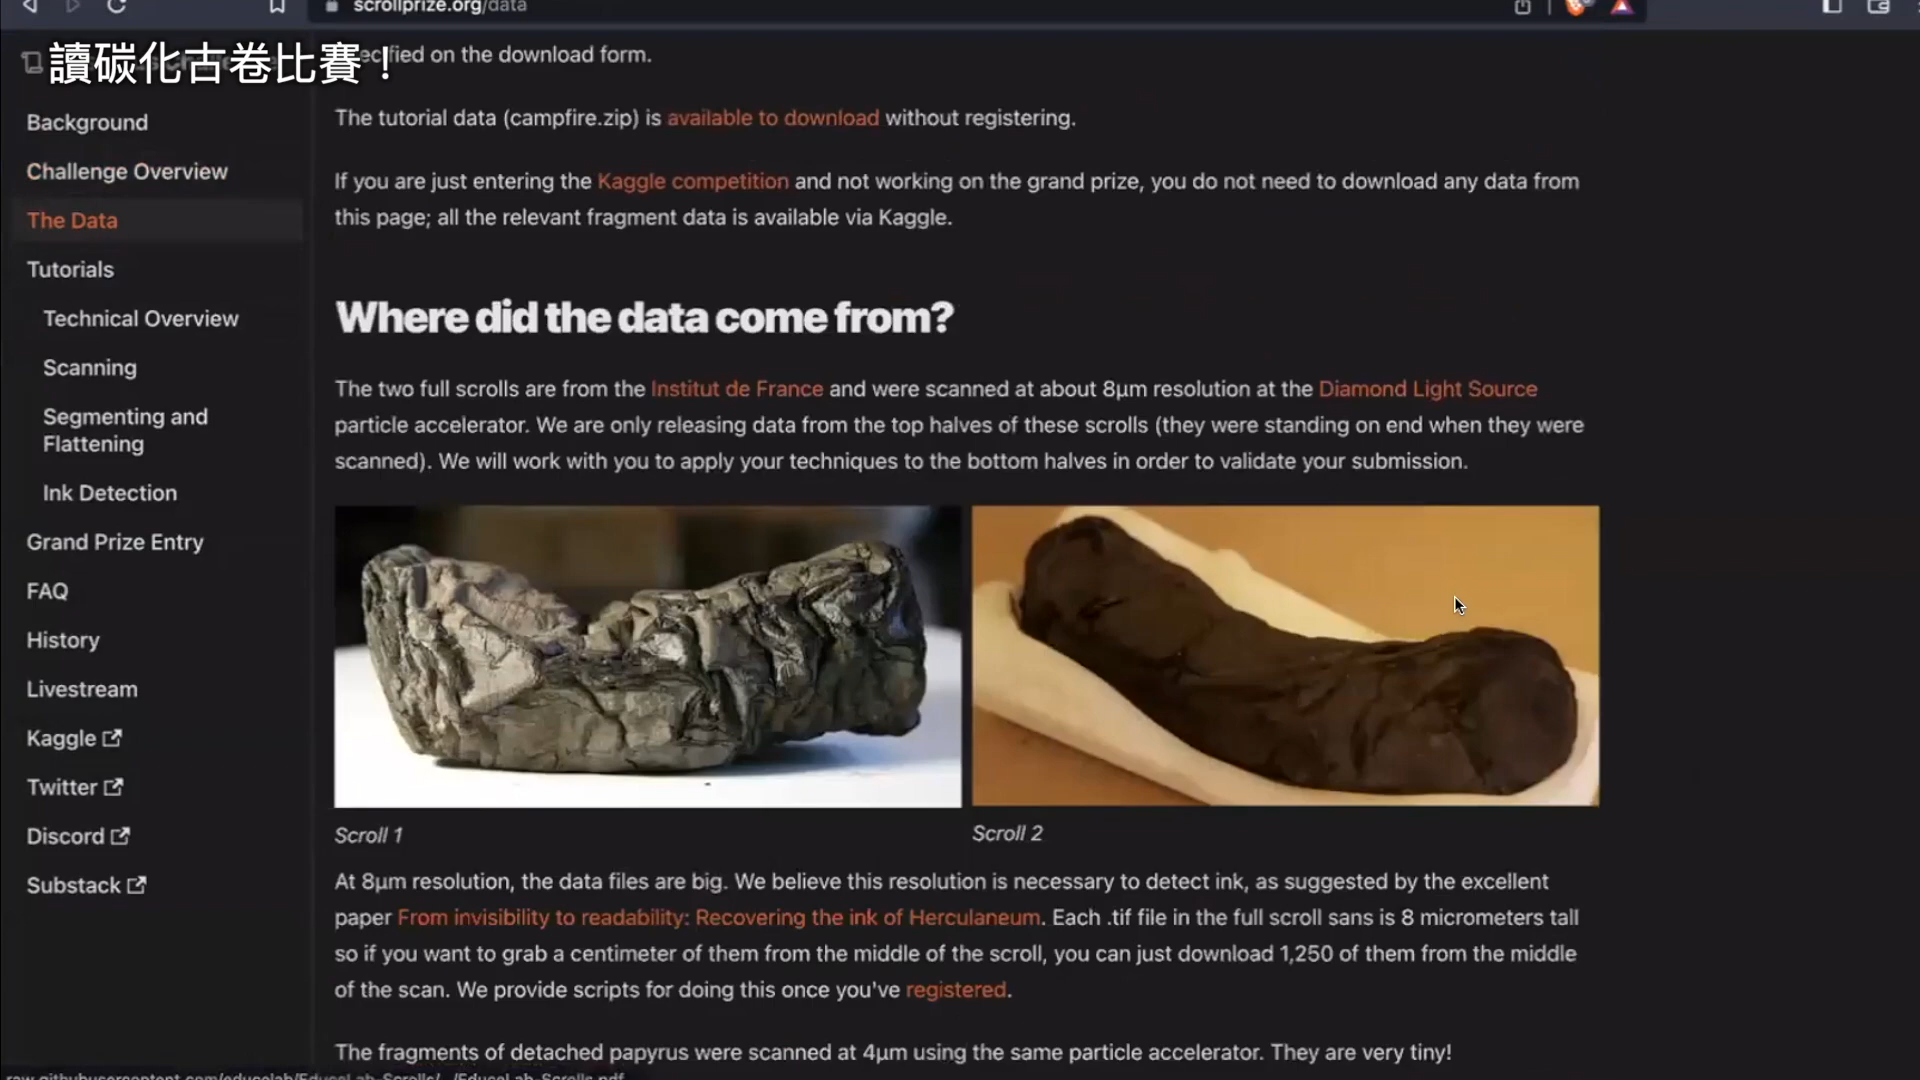 scrollprize.org/data
讀碳化古卷比賽！
ecified on the download form.
Background
Challenge Overview
The Data
Tutorials
Technical Overview
Scanning
Segmenting and
Flattening
Ink Detection
Grand Prize Entry
FAQ
History
Livestream
Kaggle
Twitter
Discord
Substack
The tutorial data (campfire.zip) is available to download without registering.
If you are just entering the Kaggle competition and not working on the grand prize, you do not need to download any data from
this page; all the relevant fragment data is available via Kaggle.
Where did the data come from?
The two full scrolls are from the Institut de France and were scanned at about 8µm resolution at the Diamond Light Source
particle accelerator. We are only releasing data from the top halves of these scrolls (they were standing on end when they were
scanned). We will work with you to apply your techniques to the bottom halves in order to validate your submission.
Scroll 1
Scroll 2
At 8µm resolution, the data files are big. We believe this resolution is necessary to detect ink, as suggested by the excellent
paper From invisibility to readability: Recovering the ink of Herculaneum. Each .tif file in the full scroll sans is 8 micrometers tall
so if you want to grab a centimeter of them from the middle of the scroll, you can just download 1,250 of them from the middle
of the scan. We provide scripts for doing this once you've registered.
The fragments of detached papyrus were scanned at 4µm using the same particle accelerator. They are very tiny!